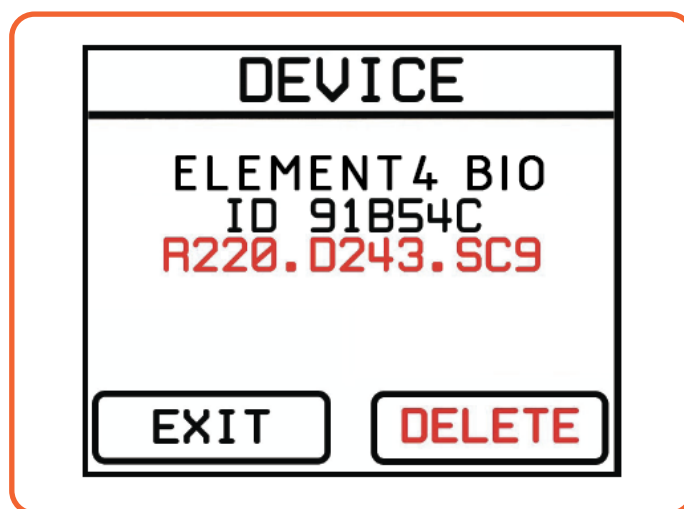 DEVICE
ELEMENT4 BIO
ID 91B54C
R220.D243.SC9
EXIT
DELETE